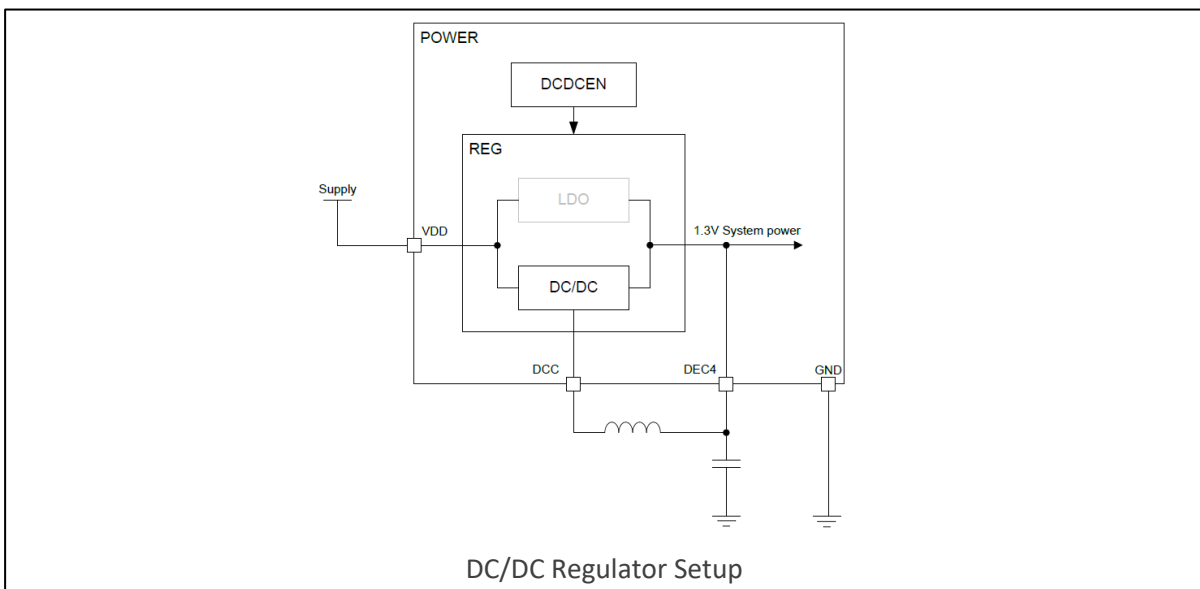 POWER
DCDCEN
REG
LDO
Supply
VDD
1.3V System power
DC/DC
DCC
DEC4
GND
DC/DC Regulator Setup